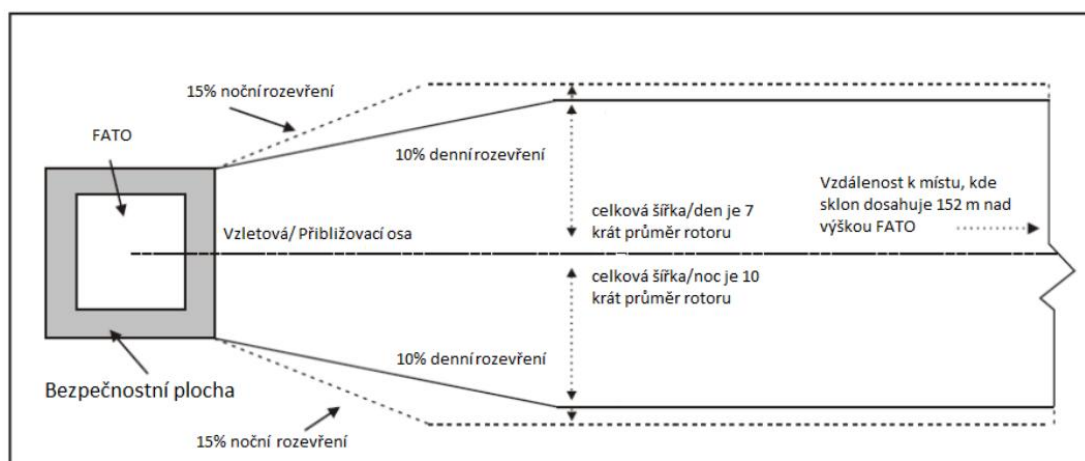 15% noční rozevření
FATO
10% denní rozevření
Vzdálenost k místu, kde
sklon dosahuje 152 m nad
výškou FATO
celková šířka/den je 7
krát průměr rotoru
Vzletová/ Přibližovací osa
celková šířka/noc je 10
krát průměr rotoru
10% denní rozevření
Bezpečnostní plocha
15% noční rozevření